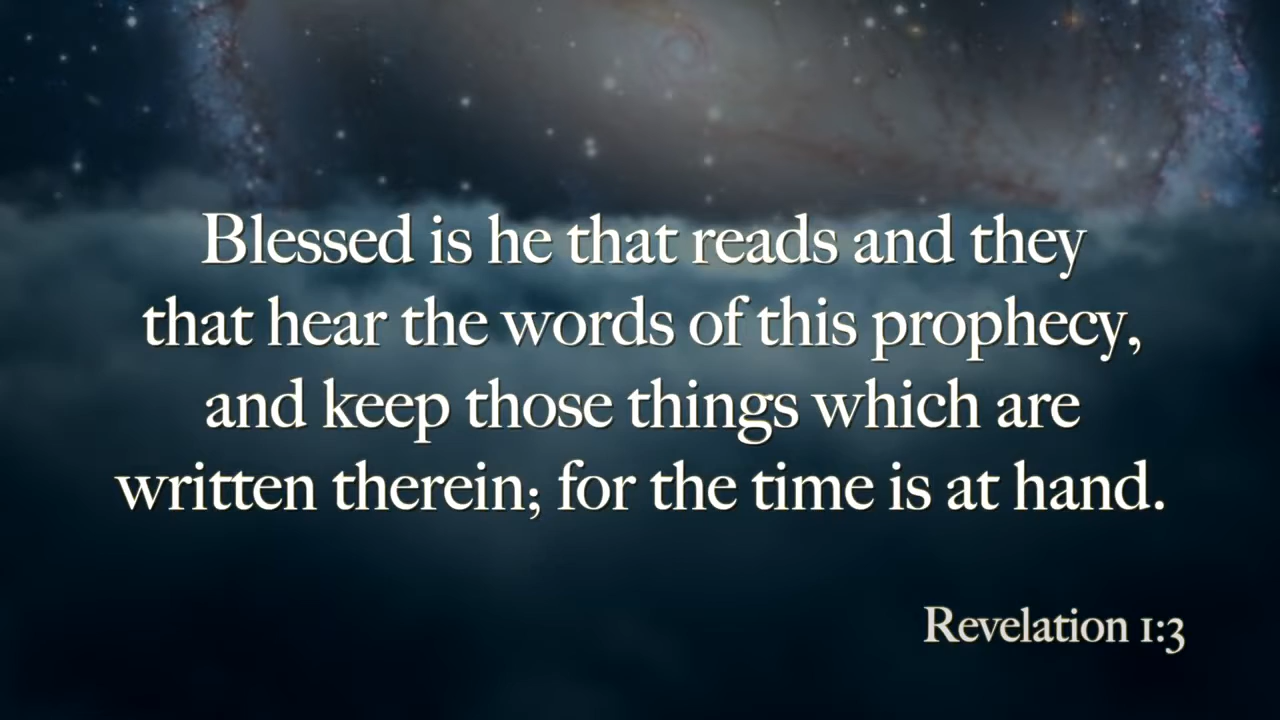 Blessed is he that reads and they
that hear the words of this prophecy,
and keep those things which are
written therein; for the time is at hand.
Revelation 1:3